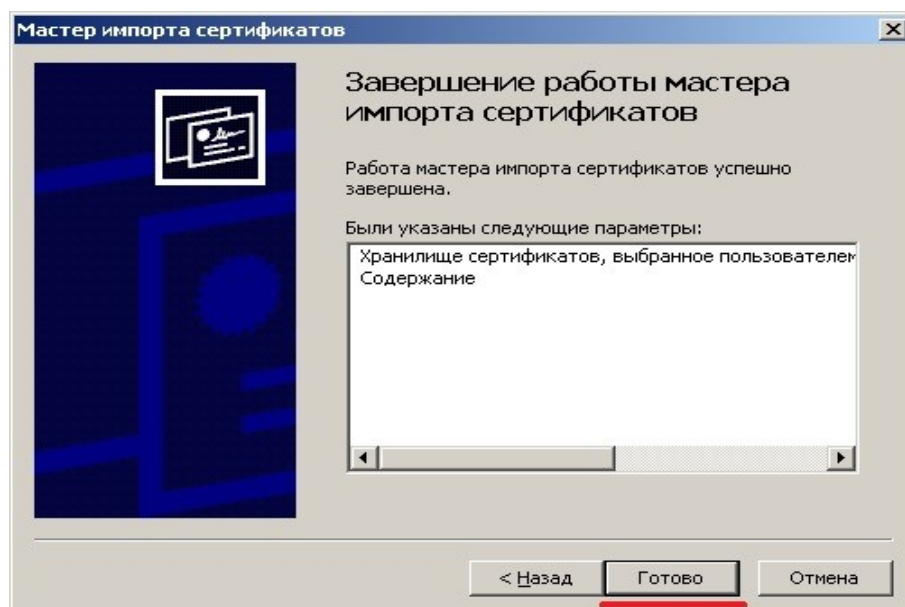 Мастер импорта сертификатов
Завершение работы мастера
импорта сертификатов
Работа мастера импорта сертификатов успешно
завершена.
Были указаны следующие параметры:
Хранилище сертификатов, выбранное пользователем
Содержание
< Назад
Готово
Отмена